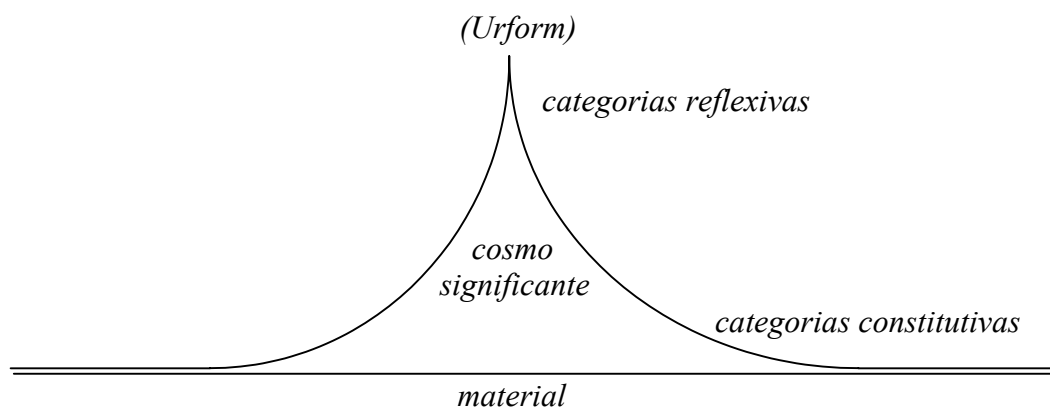 (Urform)
categorias reflexivas
cosmo
significante
categorias constitutivas
material